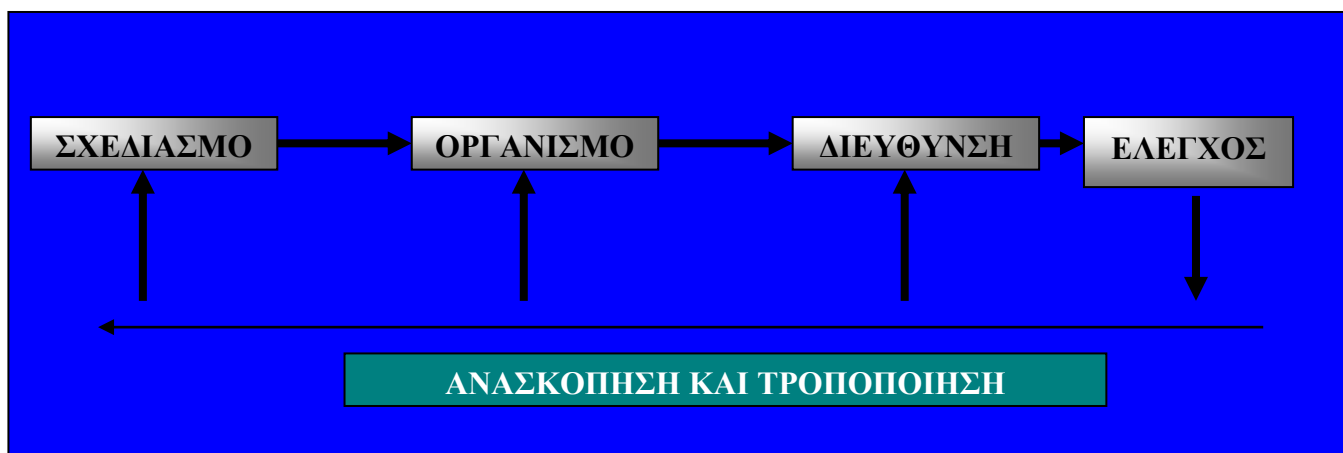 ΣΧΕΔΙΑΣΜΟ
ΟΡΓΑΝΙΣΜΟ
ΔΙΕΥΘΥΝΣΗ
ΕΛΕΓΧΟΣ
ΑΝΑΣΚΟΠΗΣΗ ΚΑΙ ΤΡΟΠΟΠΟΙΗΣΗ